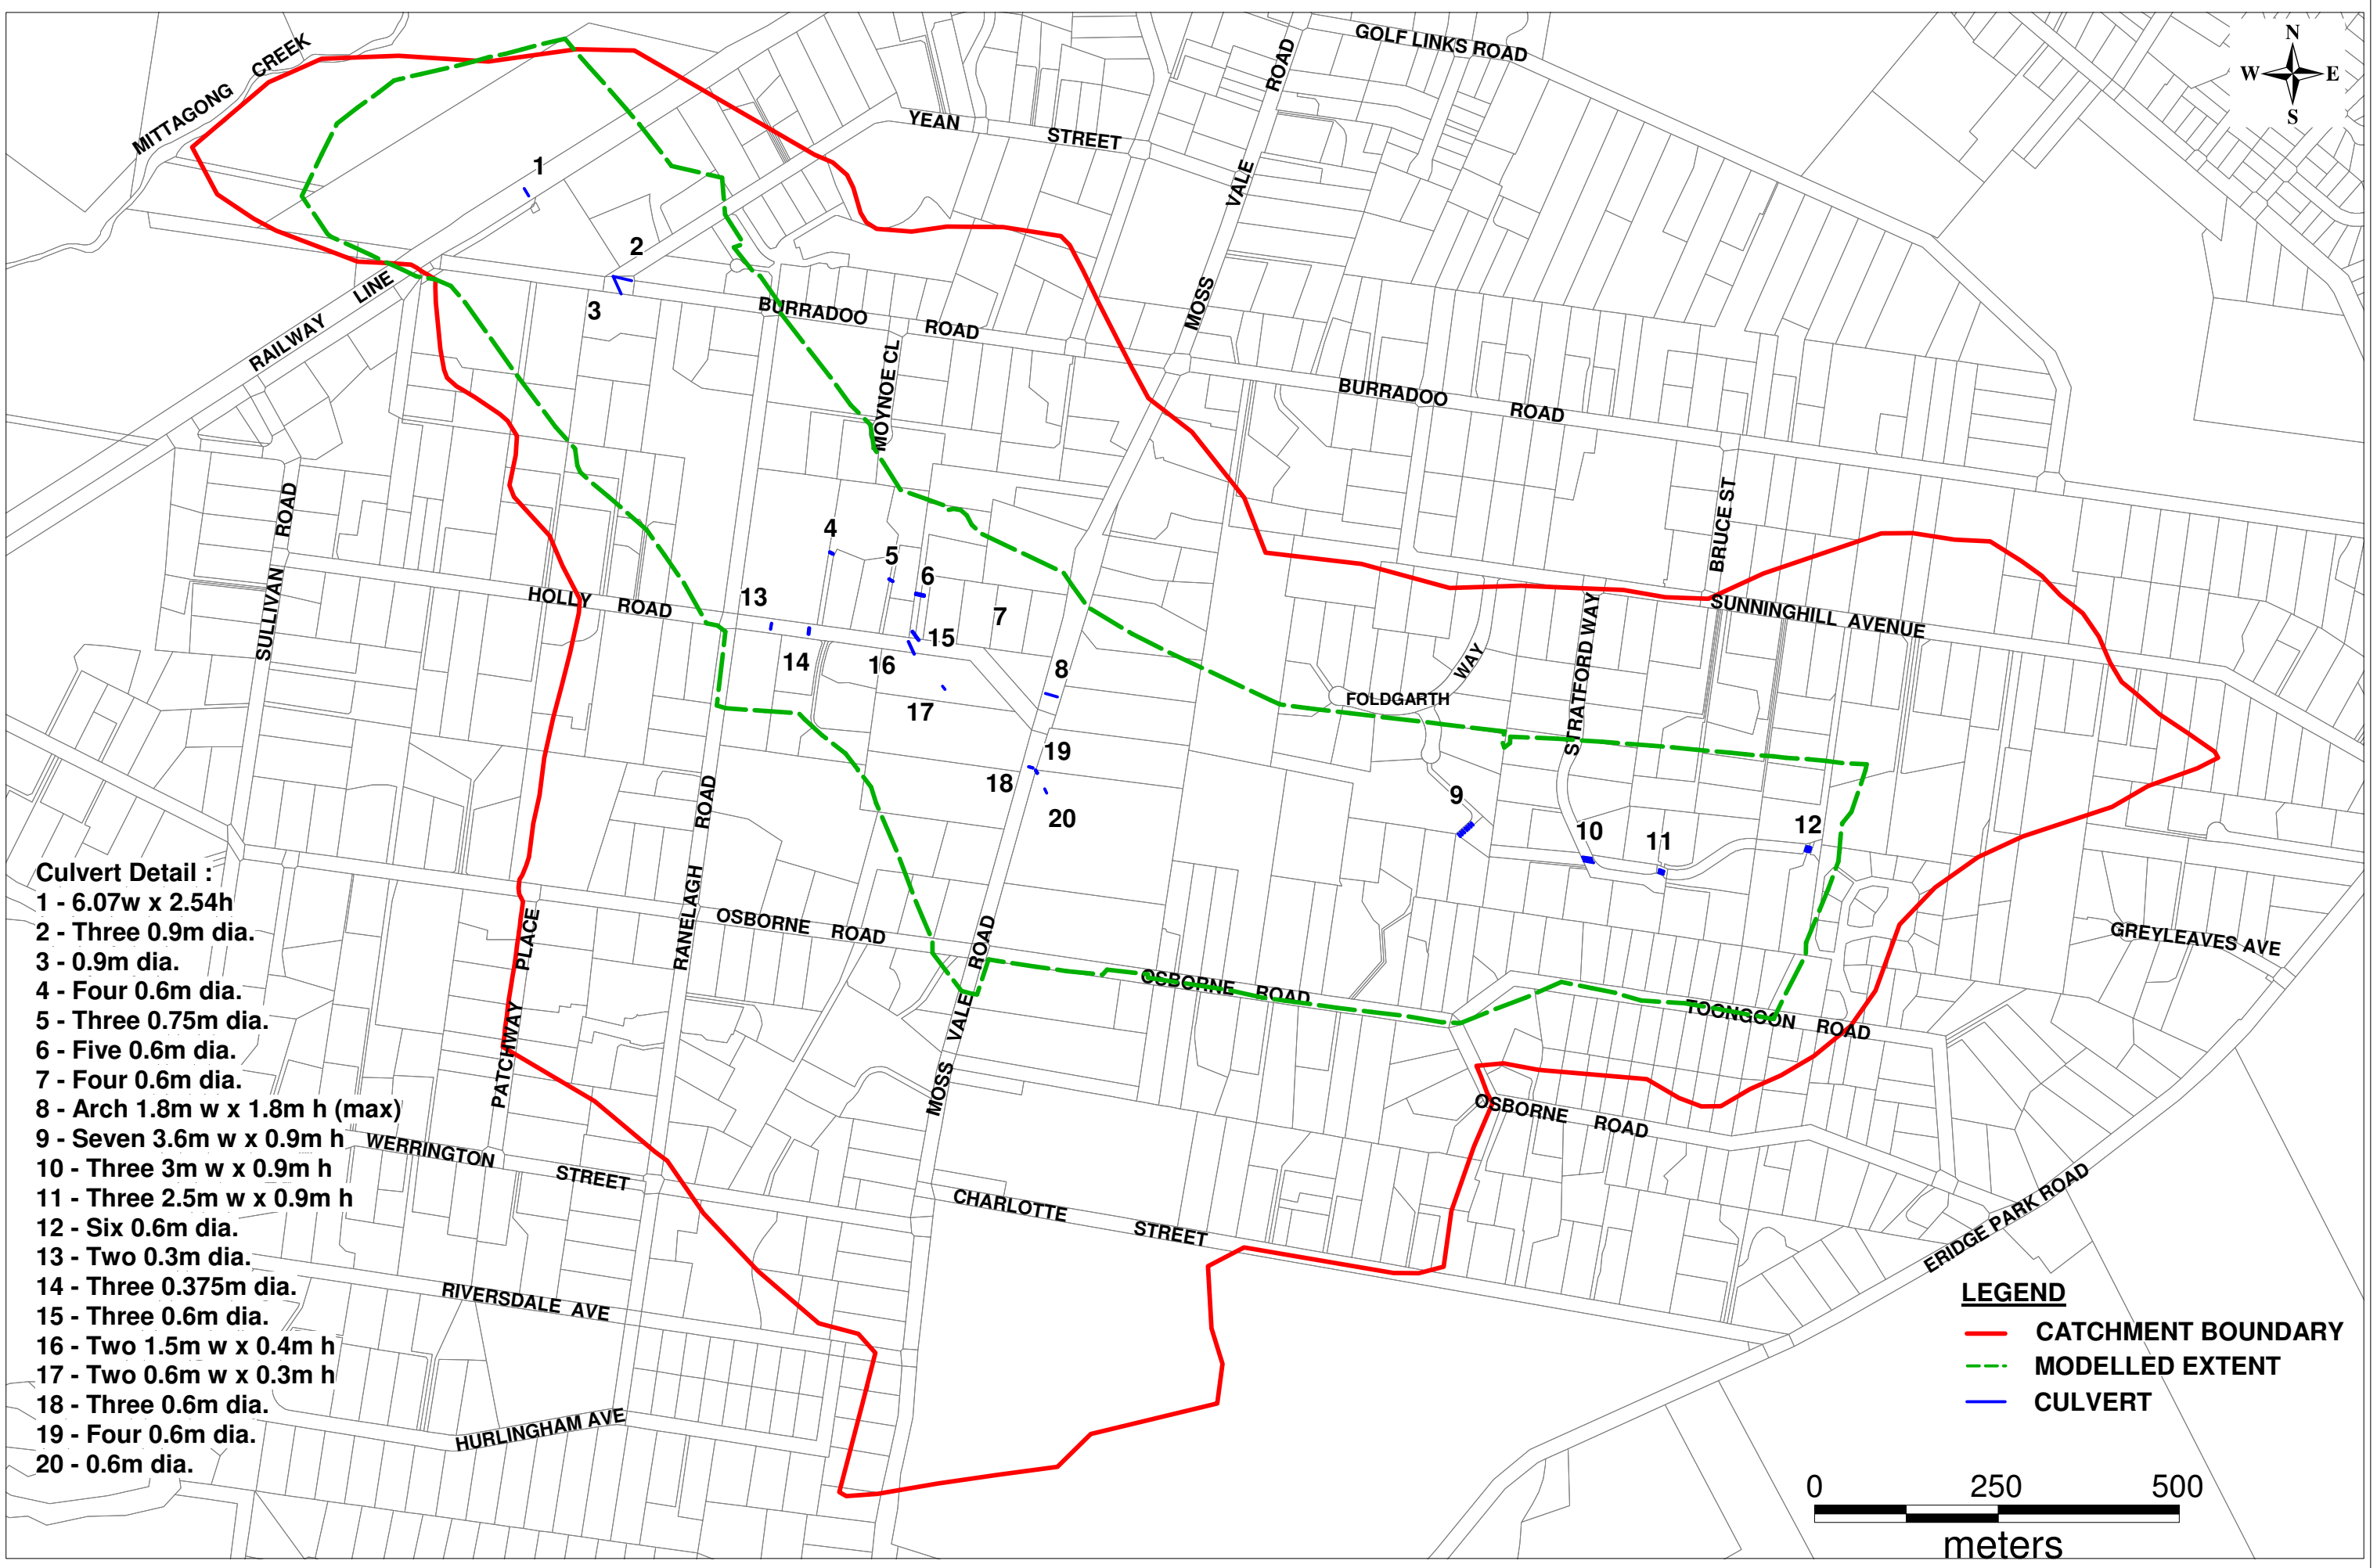 GOLF LINKS ROAD
N
W E
S
MITTAGONG CREEK
YEAN STREET
MOSS VALE ROAD
1
2
3
RAILWAY LINE
BURRADOO ROAD
MOYNOE CL
BURRADOO ROAD
SULLIVAN ROAD
BRUCE ST
4
5
6
7
HOLLY ROAD
13
14
15
16
17
8
SUNNINGHILL AVENUE
STRATFORD WAY
FOLDGARTH WAY
18
19
20
9
10
11
12
RANELAGH ROAD
PATCHWAY PLACE
OSBORNE ROAD
MOSS VALE ROAD
OSBORNE ROAD
TOONGOON ROAD
GREYLEAVES AVE
OSBORNE ROAD
WERRINGTON STREET
CHARLOTTE STREET
ERIDGE PARK ROAD
RIVERSDALE AVE
HURLINGHAM AVE
Culvert Detail :
1 - 6.07w x 2.54h
2 - Three 0.9m dia.
3 - 0.9m dia.
4 - Four 0.6m dia.
5 - Three 0.75m dia.
6 - Five 0.6m dia.
7 - Four 0.6m dia.
8 - Arch 1.8m w x 1.8m h (max)
9 - Seven 3.6m w x 0.9m h
10 - Three 3m w x 0.9m h
11 - Three 2.5m w x 0.9m h
12 - Six 0.6m dia.
13 - Two 0.3m dia.
14 - Three 0.375m dia.
15 - Three 0.6m dia.
16 - Two 1.5m w x 0.4m h
17 - Two 0.6m w x 0.3m h
18 - Three 0.6m dia.
19 - Four 0.6m dia.
20 - 0.6m dia.
LEGEND
CATCHMENT BOUNDARY
MODELLED EXTENT
CULVERT
0 250 500
meters